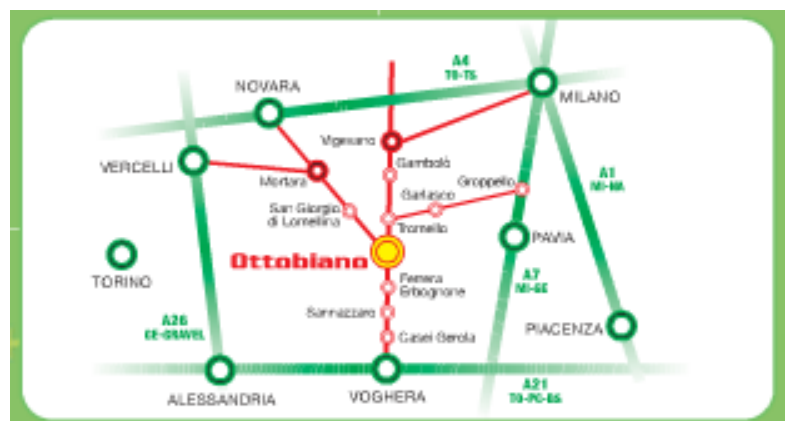 A4
TO-TS
NOVARA
MILANO
Vigevano
VERCELLI
Gambolò
A1
MI-NA
Mortara
Groppello
Garlasco
San Giorgio
di Lomellina
Tromello
PAVIA
Ottobiano
TORINO
Ferrera
Erbognone
A7
MI-GE
Sannazzaro
A26
GE-GRAVEL.
PIACENZA
Casei Gerola
ALESSANDRIA
VOGHERA
A21
TO-PC-BS